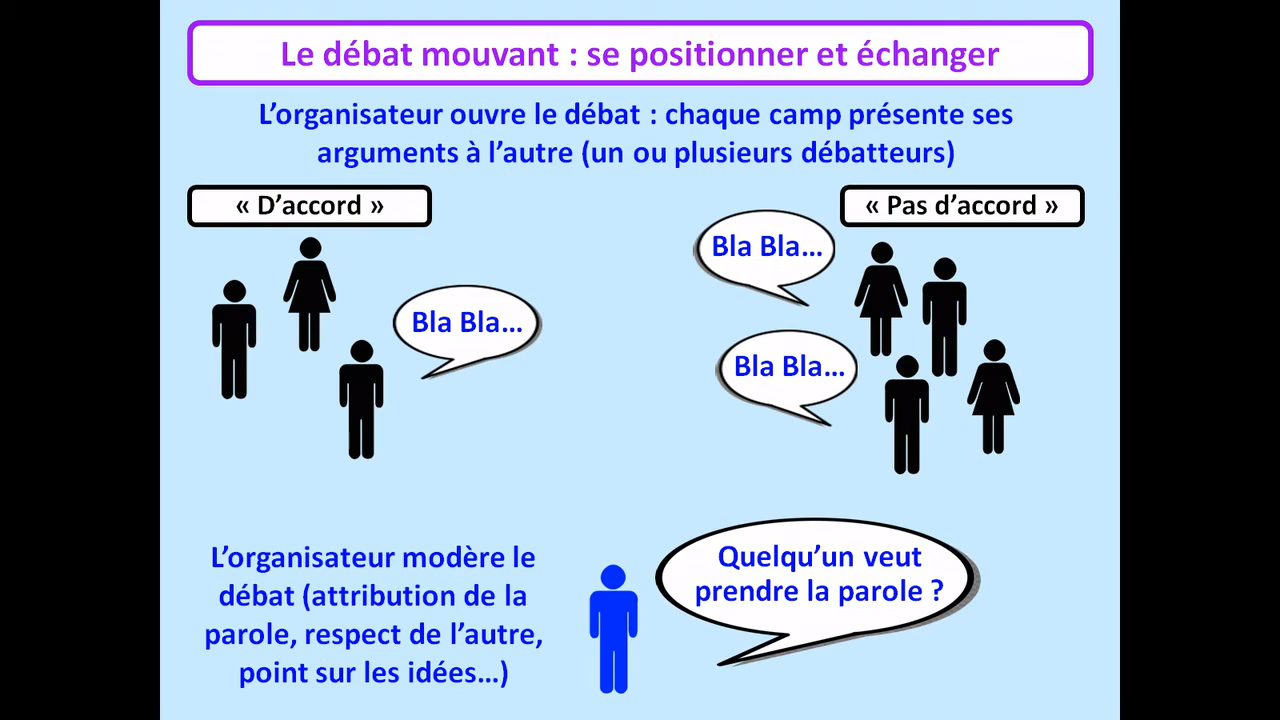 Le débat mouvant : se positionner et échanger
L’organisateur ouvre le débat : chaque camp présente ses
arguments à l’autre (un ou plusieurs débatteurs)
« D’accord »
« Pas d’accord »
Bla Bla…
Bla Bla…
Bla Bla…
L’organisateur modère le
débat (attribution de la
parole, respect de l’autre,
point sur les idées…)
Quelqu’un veut
prendre la parole ?